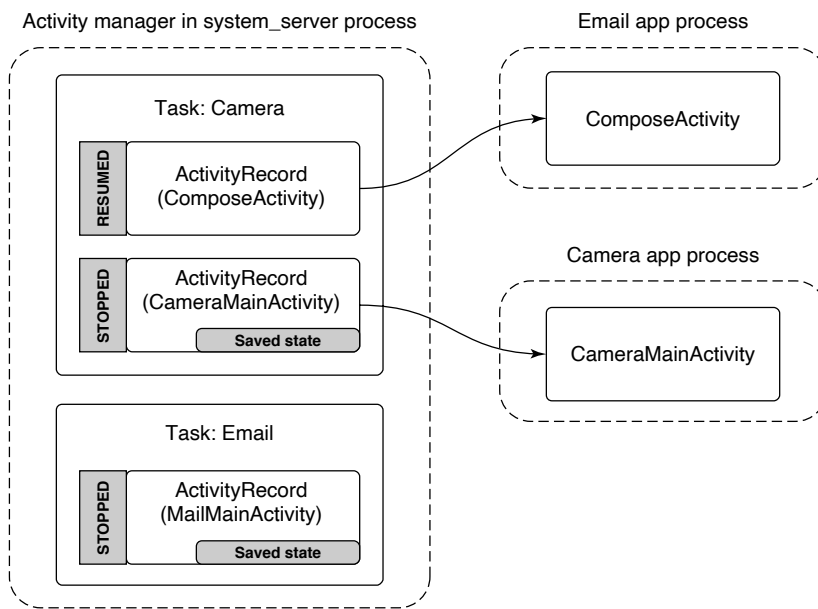 Activity manager in system_server process
Task: Camera
RESUMED
ActivityRecord
(ComposeActivity)
STOPPED
ActivityRecord
(CameraMainActivity)
Saved state
Task: Email
STOPPED
ActivityRecord
(MailMainActivity)
Saved state
Email app process
ComposeActivity
Camera app process
CameraMainActivity